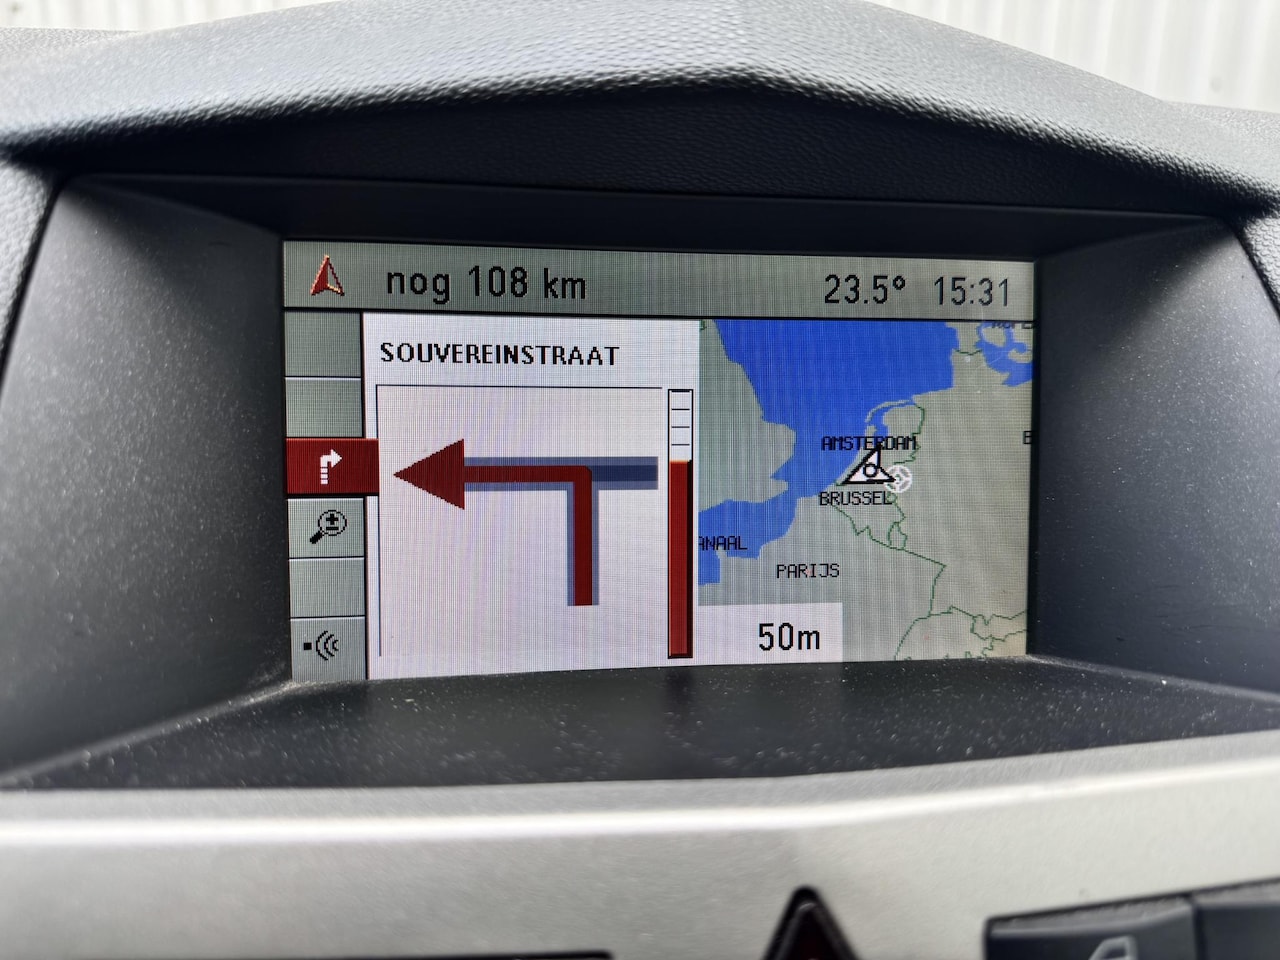 nog 108 km 23.5° 15:31
SOUVEREINSTRAAT
AMSTERDAM
BRUSSEL
ANAAL
PARIJS
50m